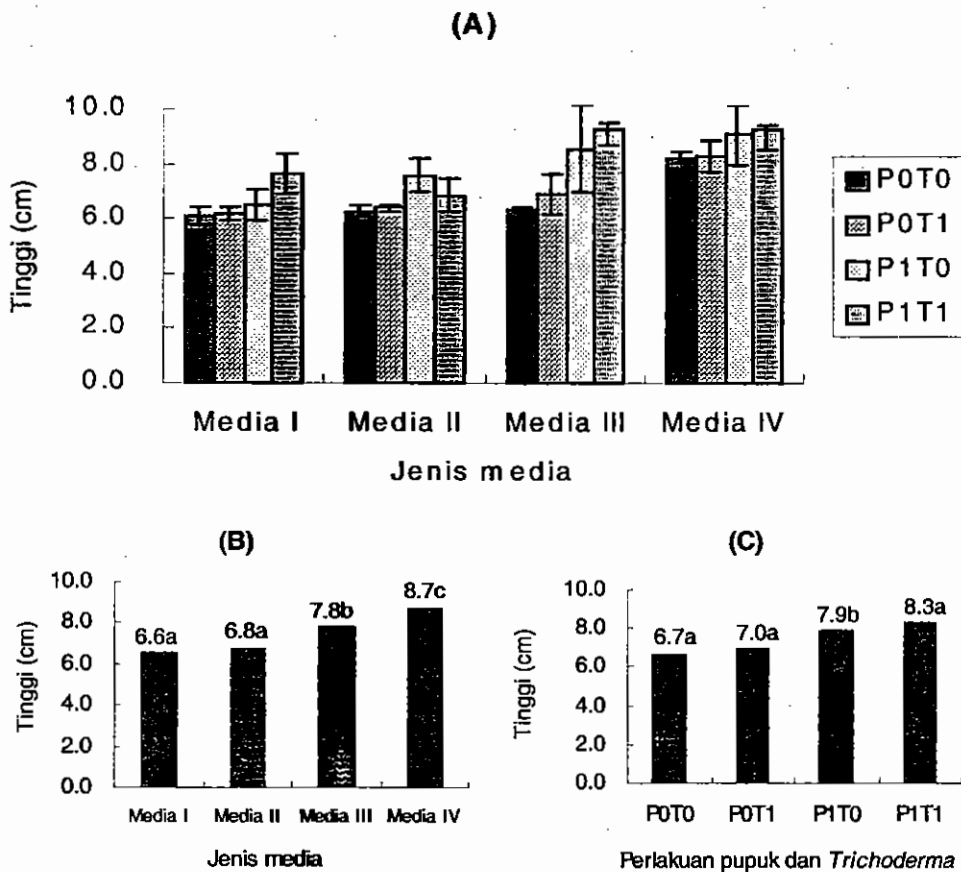 (A)
Tinggi (cm)
10.0
8.0
6.0
4.0
2.0
0.0
Media I Media II Media III Media IV
Jenis media
P0T0
P0T1
P1T0
P1T1
(B)
Tinggi (cm)
10.0
8.0
6.0
4.0
2.0
0.0
6.6a 6.8a 7.8b 8.7c
Media I Media II Media III Media IV
Jenis media
(C)
Tinggi (cm)
10.0
8.0
6.0
4.0
2.0
0.0
6.7a 7.0a 7.9b 8.3a
P0T0 P0T1 P1T0 P1T1
Perlakuan pupuk dan Trichoderma